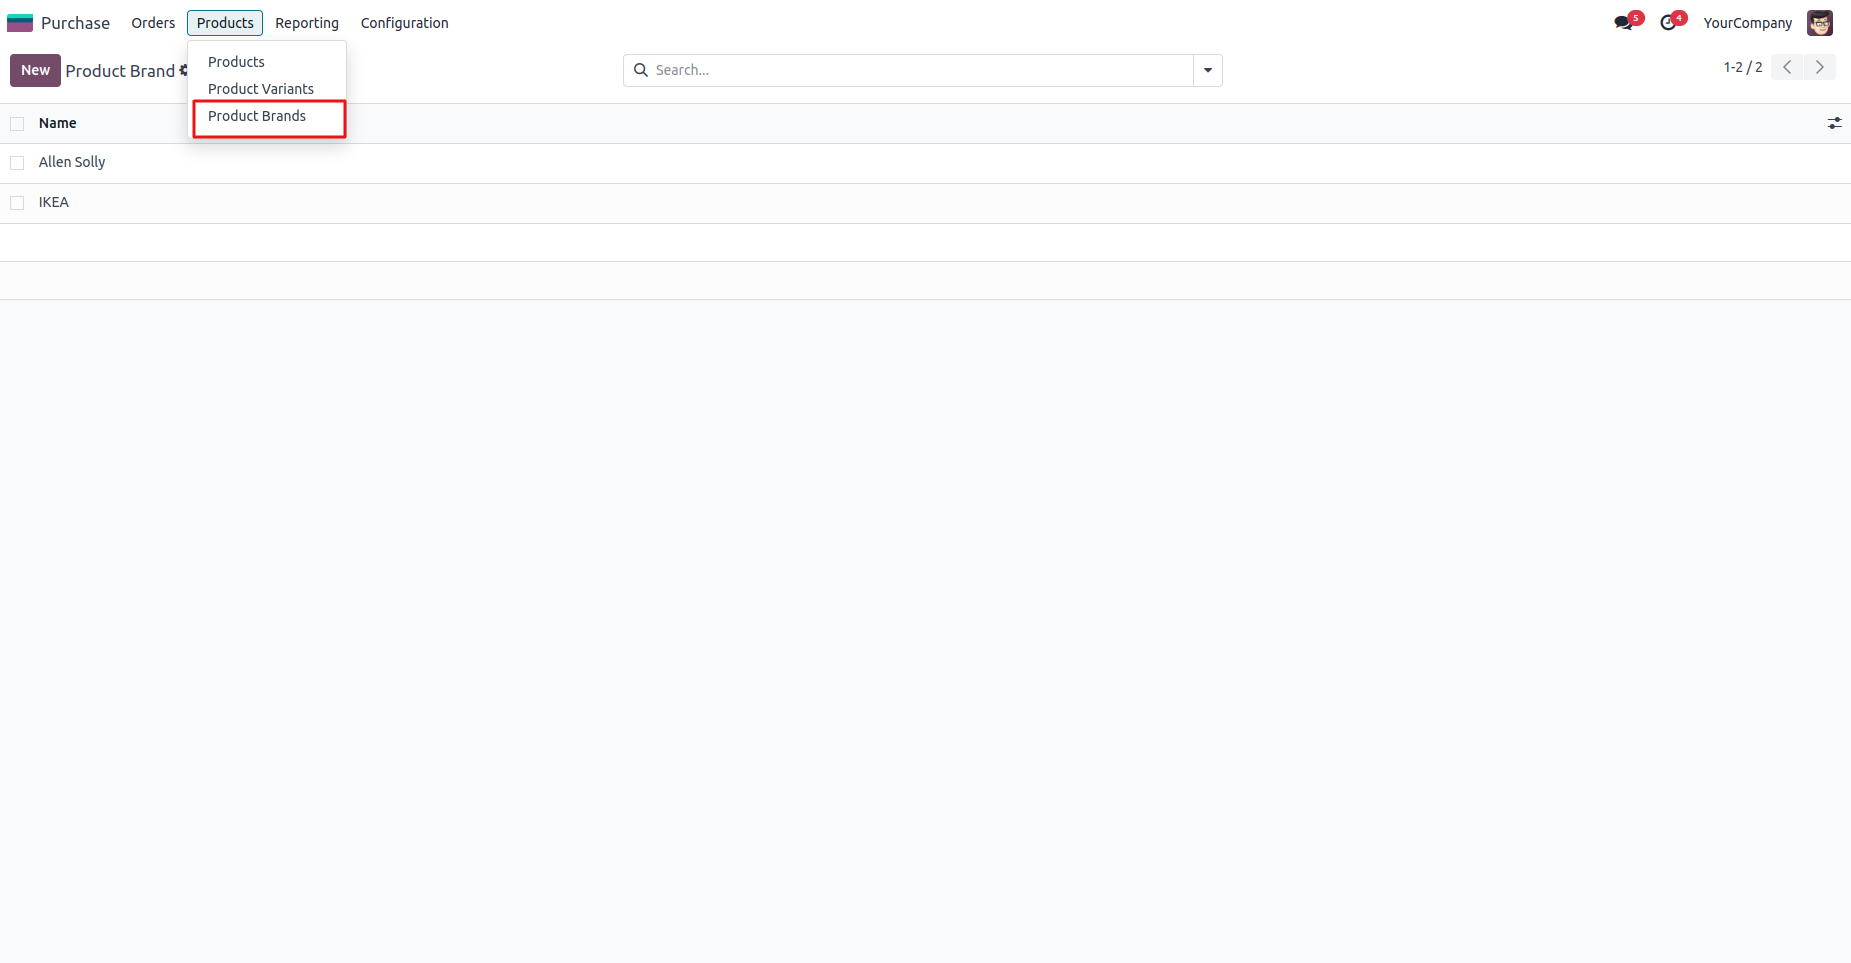 Purchase Orders Products Reporting Configuration 5 4 YourCompany
New Product Brand Search... 1-2 / 2
Products
Product Variants
Product Brands
Name
Allen Solly
IKEA